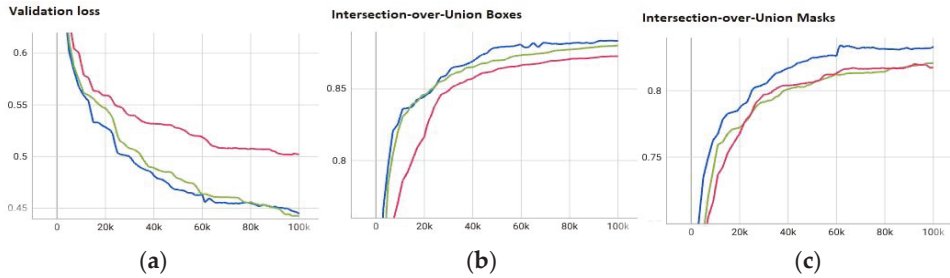 Validation loss
0.6
0.55
0.5
0.45
0 20k 40k 60k 80k 100k
(a)
Intersection-over-Union Boxes
0.85
0.8
0 20k 40k 60k 80k 100k
(b)
Intersection-over-Union Masks
0.8
0.75
0 20k 40k 60k 80k 100k
(c)